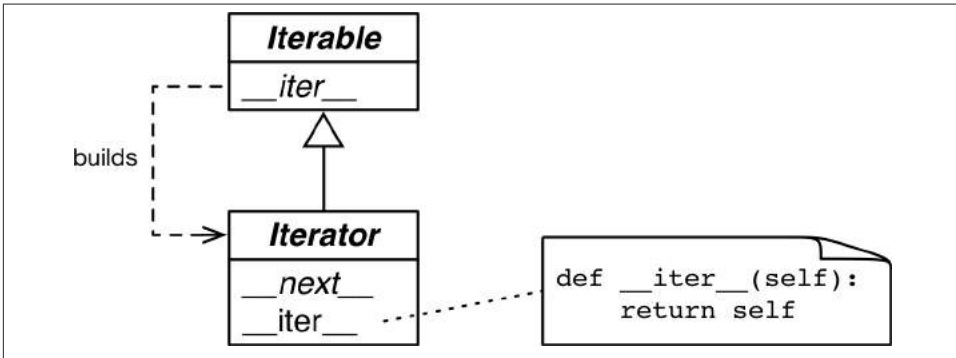 Iterable
__iter__
builds
Iterator
__next__
__iter__
def __iter__(self):
    return self